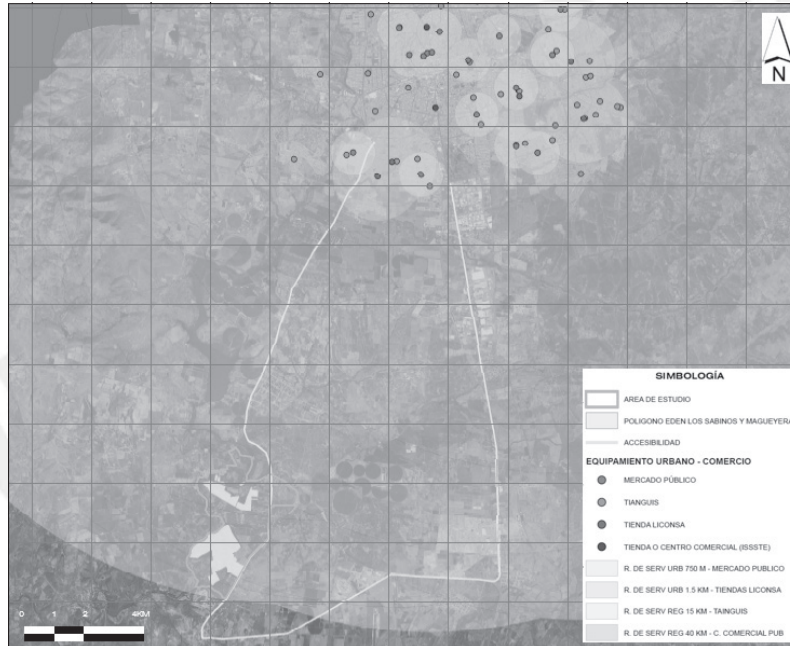 N
SIMBOLOGÍA
AREA DE ESTUDIO
POLIGONO EDEN LOS SABINOS Y MAGUEYERA
ACCESIBILIDAD
EQUIPAMIENTO URBANO - COMERCIO
MERCADO PÚBLICO
TIANGUIS
TIENDA LICONSA
TIENDA O CENTRO COMERCIAL (ISSSTE)
R. DE SERV URB 750 M - MERCADO PUBLICO
R. DE SERV URB 1.5 KM - TIENDAS LICONSA
R. DE SERV REG 15 KM - TAINGUIS
R. DE SERV REG 40 KM - C. COMERCIAL PUB
0 1 2 4KM